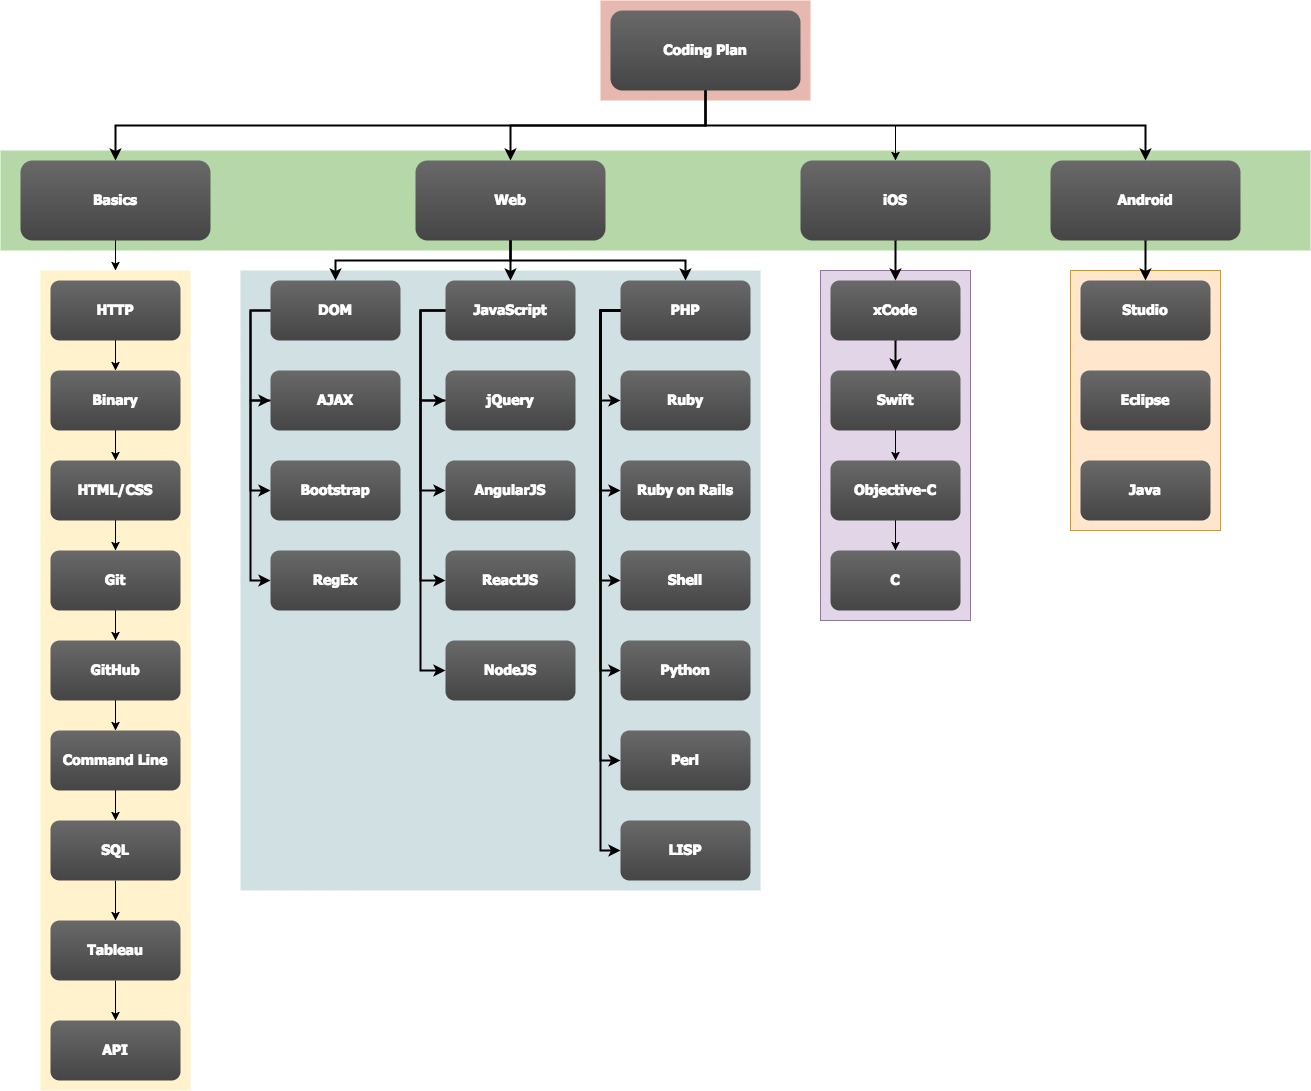 Coding Plan
Basics
Web
iOS
Android
HTTP
Binary
HTML/CSS
Git
GitHub
Command Line
SQL
Tableau
API
DOM
AJAX
Bootstrap
RegEx
JavaScript
jQuery
AngularJS
ReactJS
NodeJS
PHP
Ruby
Ruby on Rails
Shell
Python
Perl
LISP
xCode
Swift
Objective-C
C
Studio
Eclipse
Java